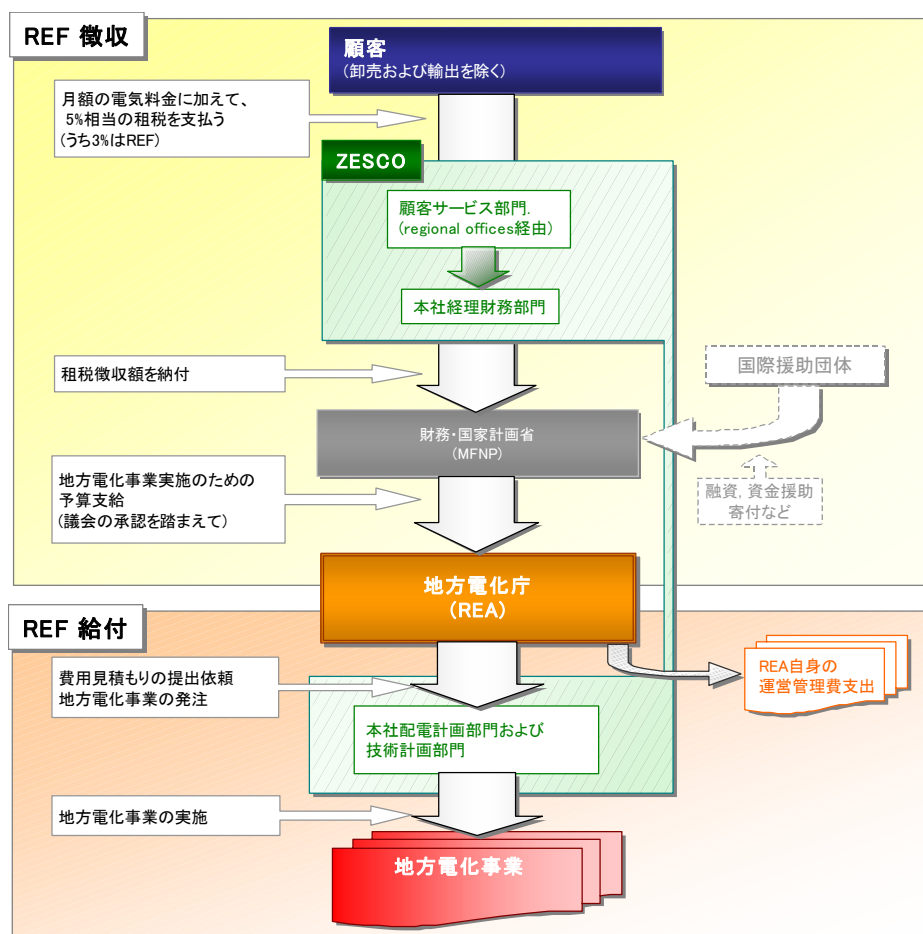 REF 徴収
顧客
(卸売および輸出を除く)
月額の電気料金に加えて、
5%相当の租税を支払う
(うち3%はREF)
ZESCO
顧客サービス部門.
(regional offices経由)
本社経理財務部門
租税徴収額を納付
国際援助団体
財務・国家計画省
(MFNP)
融資, 資金援助
寄付など
地方電化事業実施のための
予算支給
(議会の承認を踏まえて)
地方電化庁
(REA)
REF 給付
費用見積もりの提出依頼
地方電化事業の発注
REA自身の
運営管理費支出
本社配電計画部門および
技術計画部門
地方電化事業の実施
地方電化事業